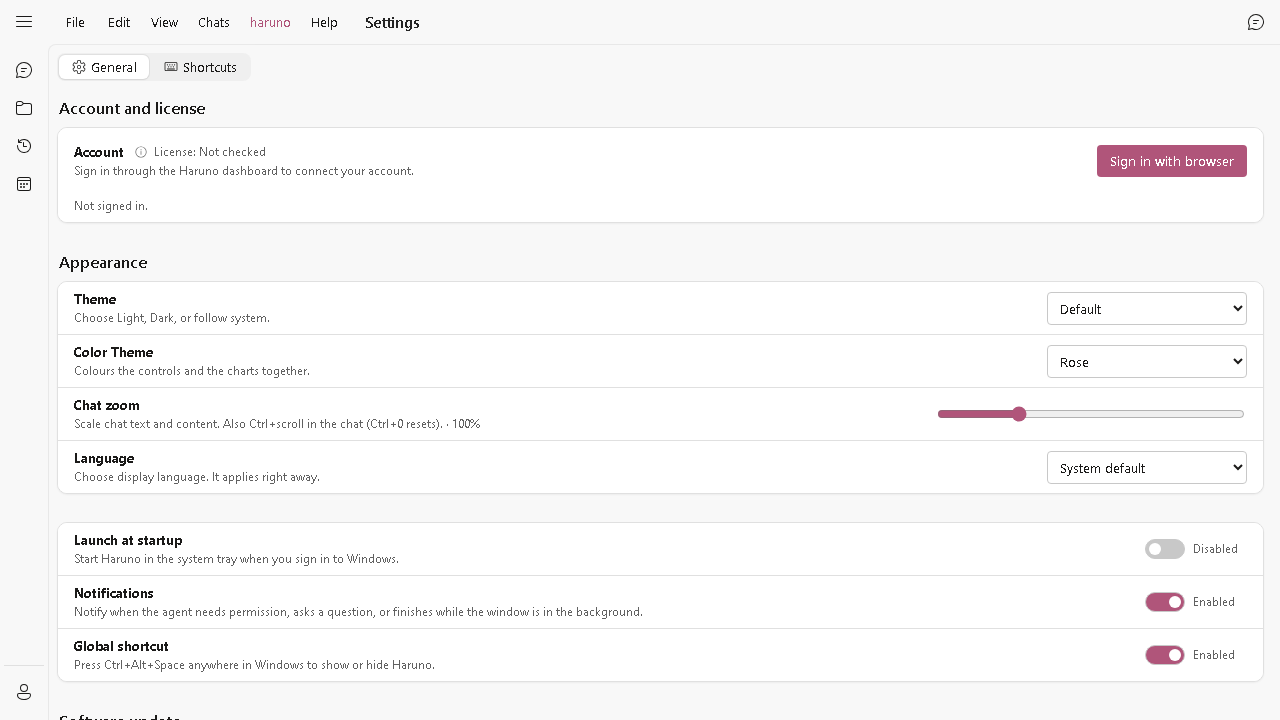 File Edit View Chats haruno Help Settings
General Shortcuts
Account and license
Account License: Not checked
Sign in through the Haruno dashboard to connect your account.
Sign in with browser
Not signed in.
Appearance
Theme
Choose Light, Dark, or follow system.
Default
Color Theme
Colours the controls and the charts together.
Rose
Chat zoom
Scale chat text and content. Also Ctrl+scroll in the chat (Ctrl+0 resets). · 100%
Language
Choose display language. It applies right away.
System default
Launch at startup
Start Haruno in the system tray when you sign in to Windows.
Disabled
Notifications
Notify when the agent needs permission, asks a question, or finishes while the window is in the background.
Enabled
Global shortcut
Press Ctrl+Alt+Space anywhere in Windows to show or hide Haruno.
Enabled
Software update